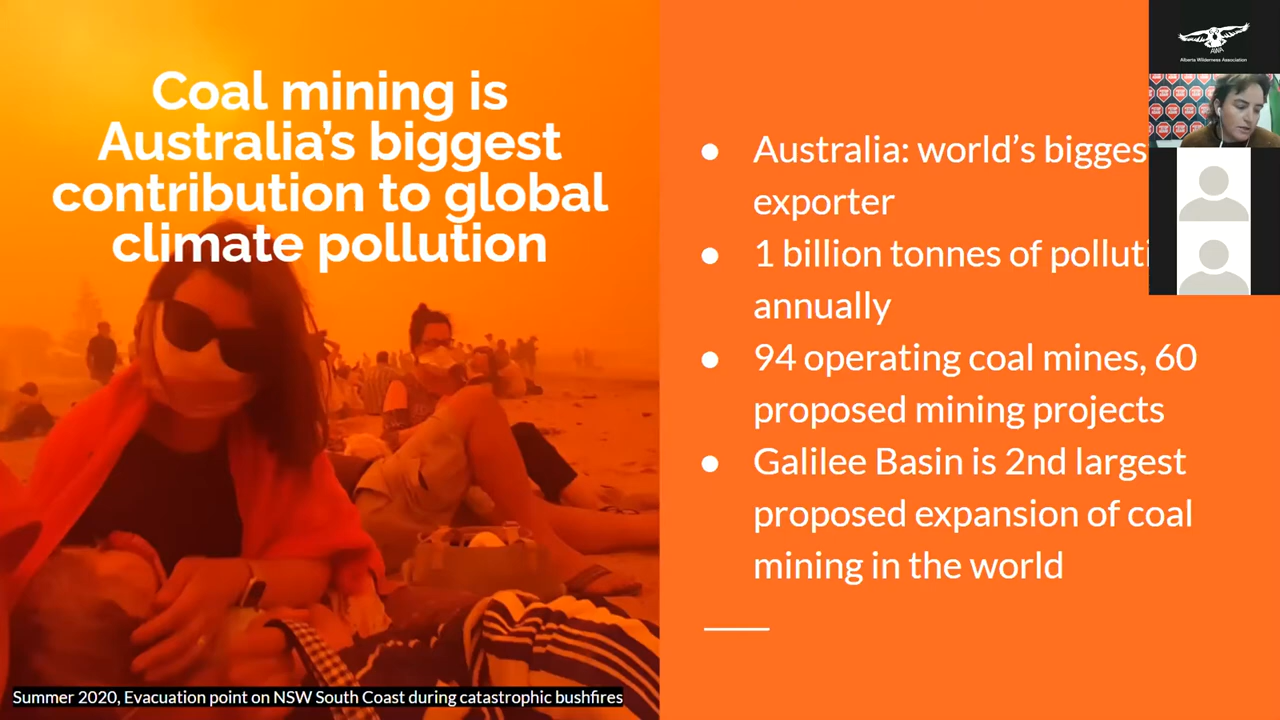 Coal mining is
Australia's biggest
contribution to global
climate pollution
Summer 2020, Evacuation point on NSW South Coast during catastrophic bushfires
● Australia: world's
exporter
● 1 billion tonnes of
annually
● 94 operating coal mines, 60
proposed mining projects
● Galilee Basin is 2nd largest
proposed expansion of coal
mining in the world
AWA
Alberta Wilderness Association